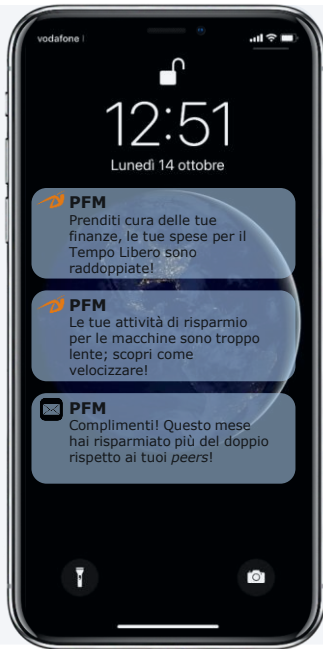 vodafone I
12:51
Lunedì 14 ottobre
PFM
Prenditi cura delle tue
finanze, le tue spese per il
Tempo Libero sono
raddoppiate!
PFM
Le tue attività di risparmio
per le macchine sono troppo
lente; scopri come
velocizzare!
PFM
Complimenti! Questo mese
hai risparmiato più del doppio
rispetto ai tuoi peers!